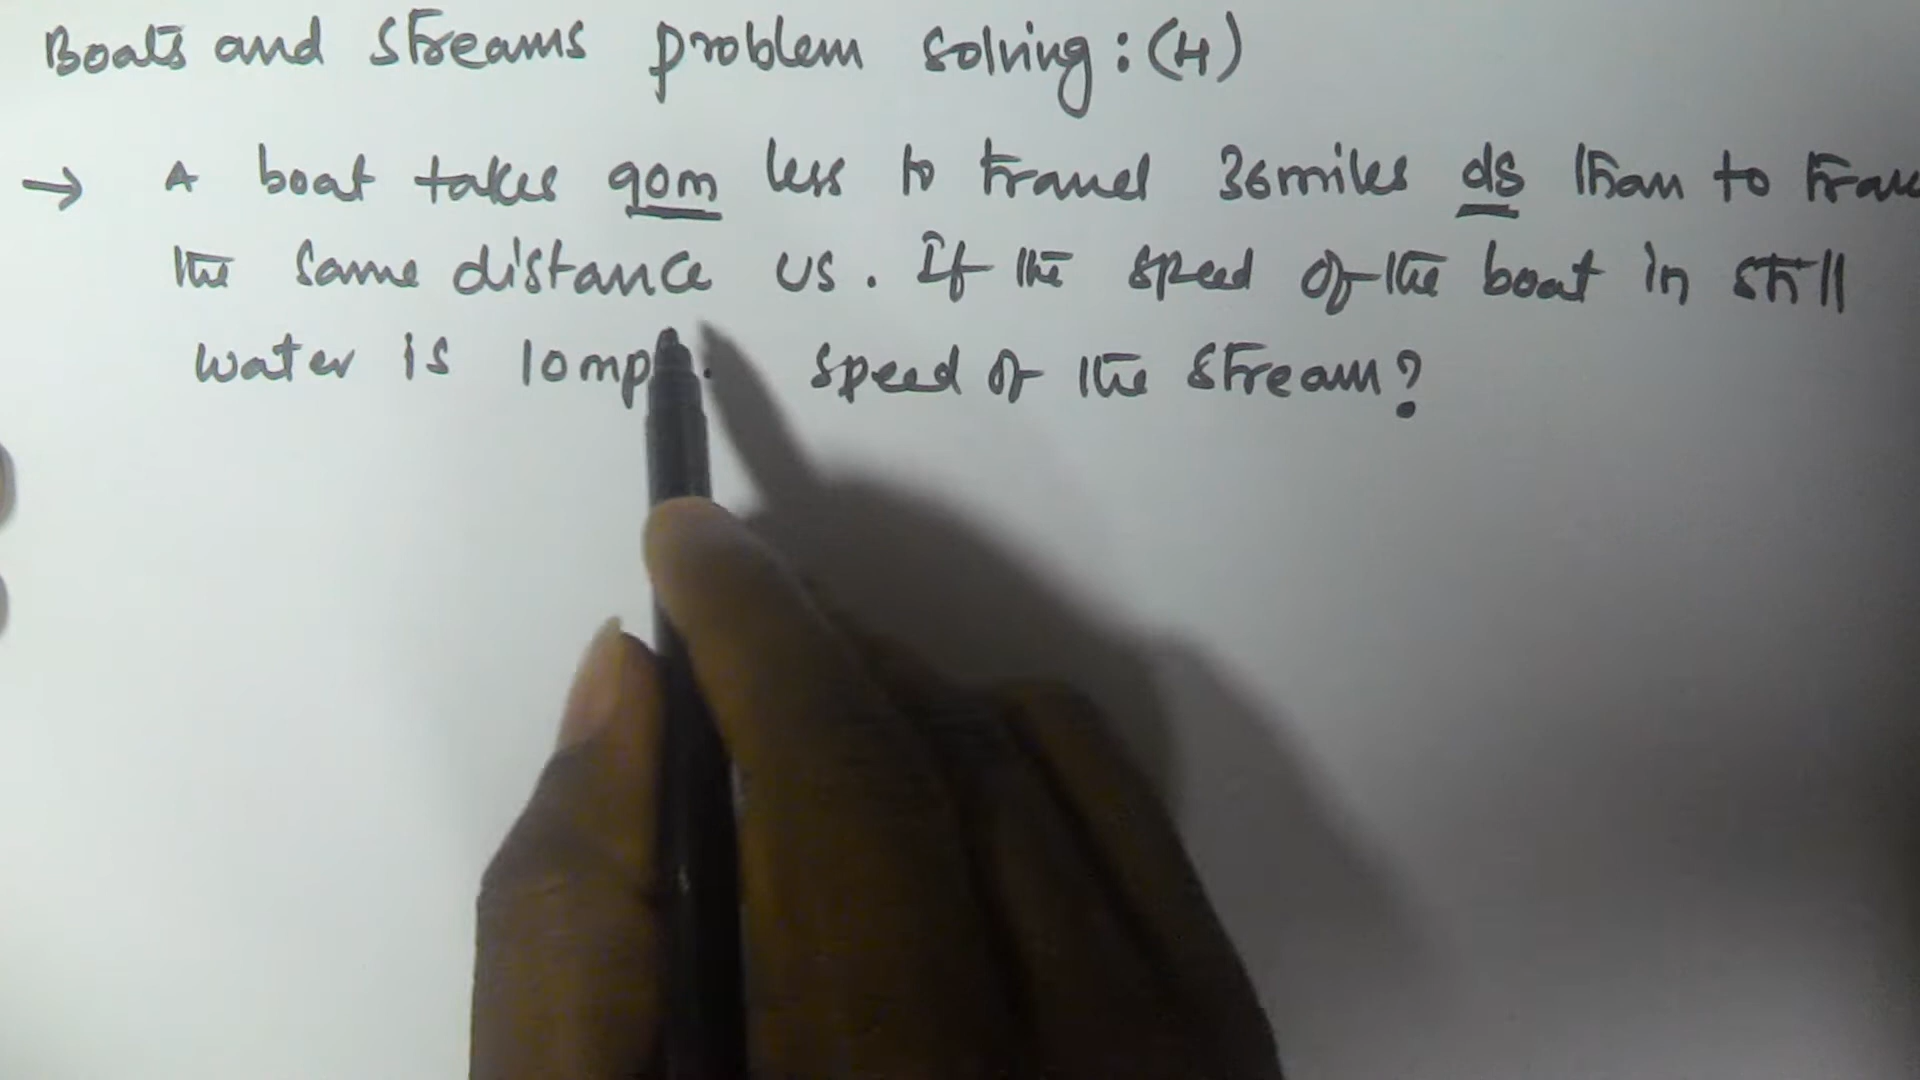 Boats and streams problem solving:(4)
→ A boat takes 90m less to travel 36miles ds than to
the same distance us. If the speed of the boat in still
water is 10mp speed of the stream?